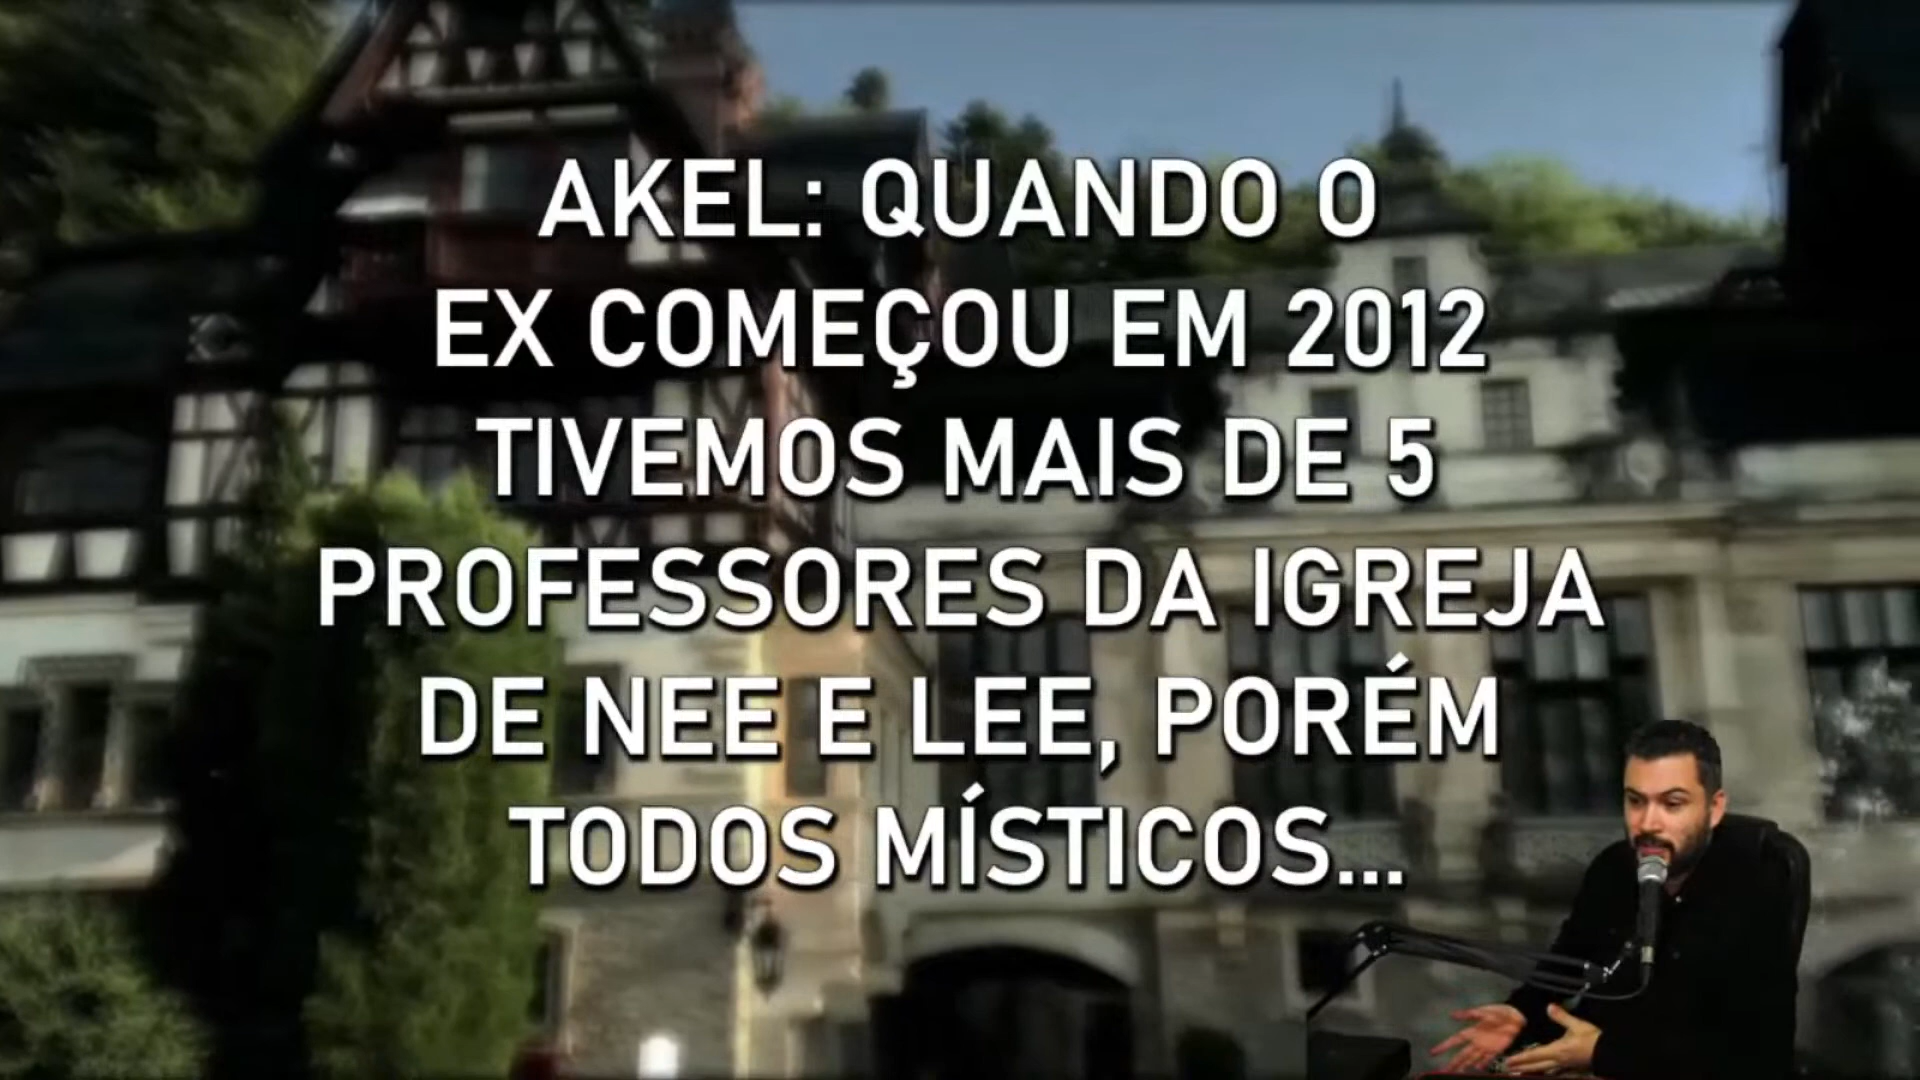 AKEL: QUANDO O
EX COMEÇOU EM 2012
TIVEMOS MAIS DE 5
PROFESSORES DA IGREJA
DE NEE E LEE, PORÉM
TODOS MÍSTICOS...